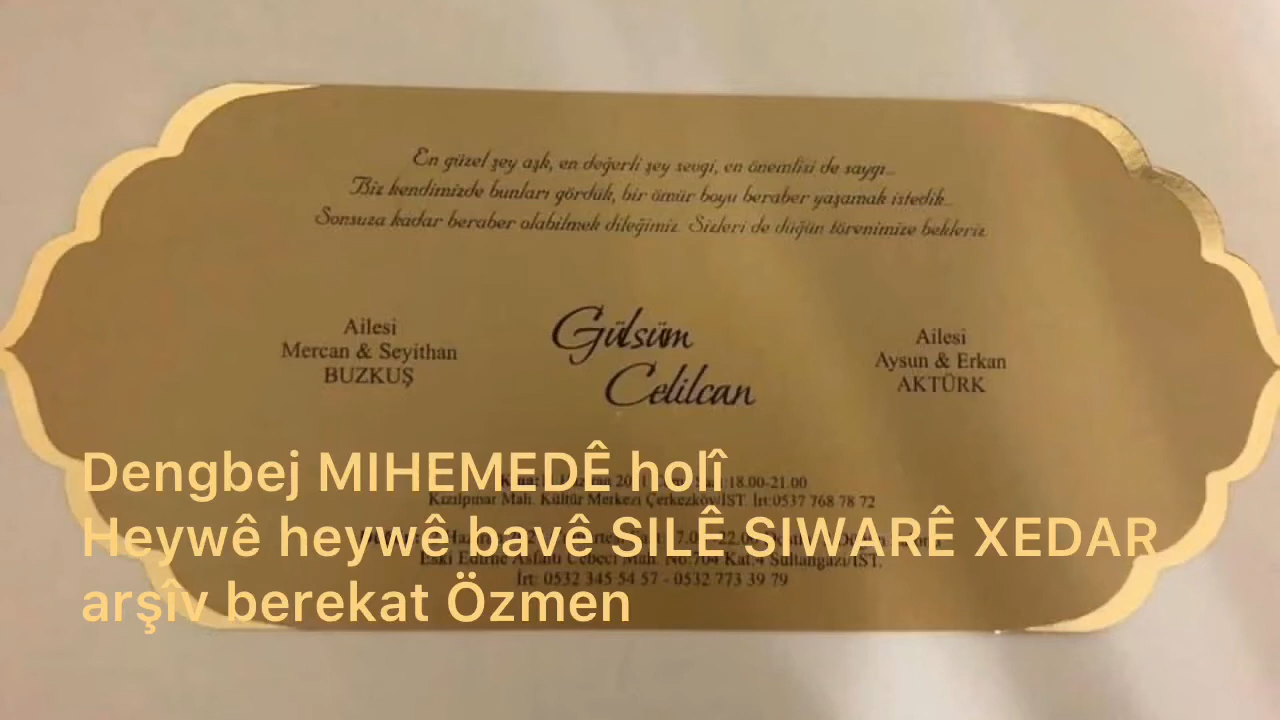 En güzel şey aşk, en değerli şey sevgi, en önemlisi de saygı...
Biz kendimizde bunları gördük, bir ömür boyu beraber yaşamak istedik...
Sonsuza kadar beraber olabilmek dileğimiz. Sizleri de düğün törenimize bekleriz.
Ailesi
Mercan & Seyithan
BUZKUŞ
Gülsüm
Celilcan
Ailesi
Aysun & Erkan
AKTÜRK
Dengbej MIHEMEDÊ holî
18.00-21.00
Kızılpınar Mah. Kültür Merkezi Çerkezköy/İST. İrt:0537 768 78 72
Heywê heywê bavê SILÊ SIWARÊ XEDAR
Eski Edirne Asfaltı Cebeci Mah. No:704 Kat:4 Sultangazi/İST.
İrt: 0532 345 54 57 - 0532 773 39 79
arşîv berekat Özmen